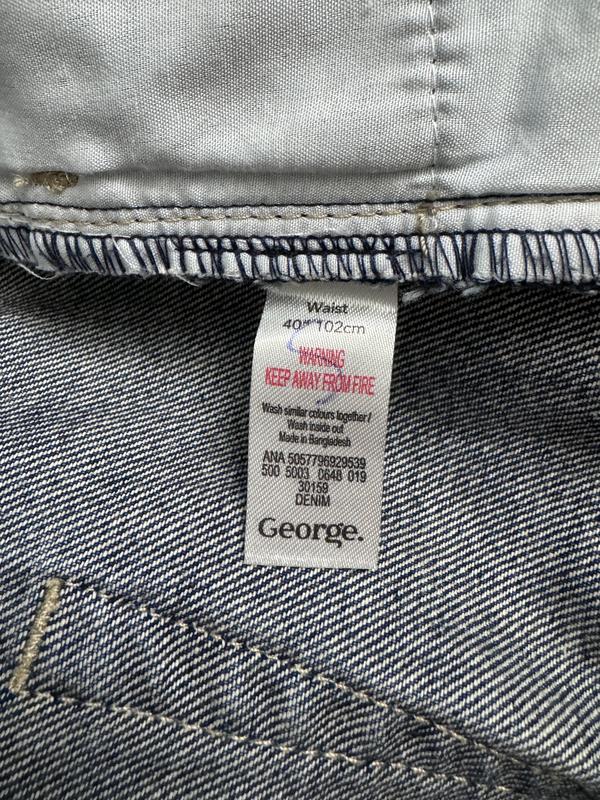 Waist
40" 102cm
WARNING
KEEP AWAY FROM FIRE
Wash similar colours together /
Wash inside out
Made in Bangladesh
ANA 5057796929539
500 5003 0648 019
30159
DENIM
George.